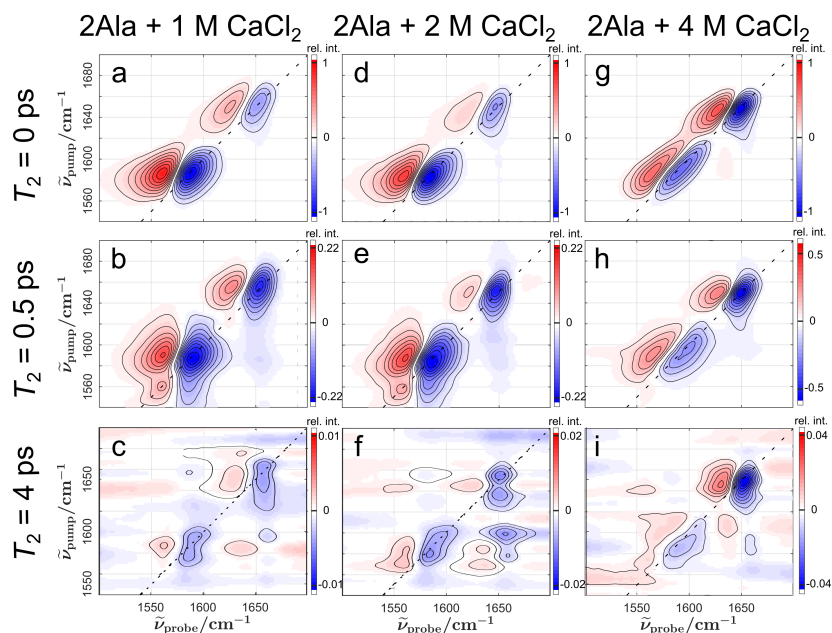 2Ala + 1 M CaCl2 2Ala + 2 M CaCl2 2Ala + 4 M CaCl2
rel. int. rel. int. rel. int.
T2 = 0 ps
ν̃pump/cm−1
1680
1640
1600
1560
a
1
0
-1
d
1
0
-1
g
1
0
-1
rel. int. rel. int. rel. int.
T2 = 0.5 ps
ν̃pump/cm−1
1680
1640
1600
1560
b
0.22
0
-0.22
e
0.22
0
-0.22
h
0.5
0
-0.5
rel. int. rel. int. rel. int.
T2 = 4 ps
ν̃pump/cm−1
1650
1600
1550
c
0.01
0
-0.01
f
0.02
0
-0.02
i
0.04
0
-0.04
1550 1600 1650 1550 1600 1650 1550 1600 1650
ν̃probe/cm−1 ν̃probe/cm−1 ν̃probe/cm−1